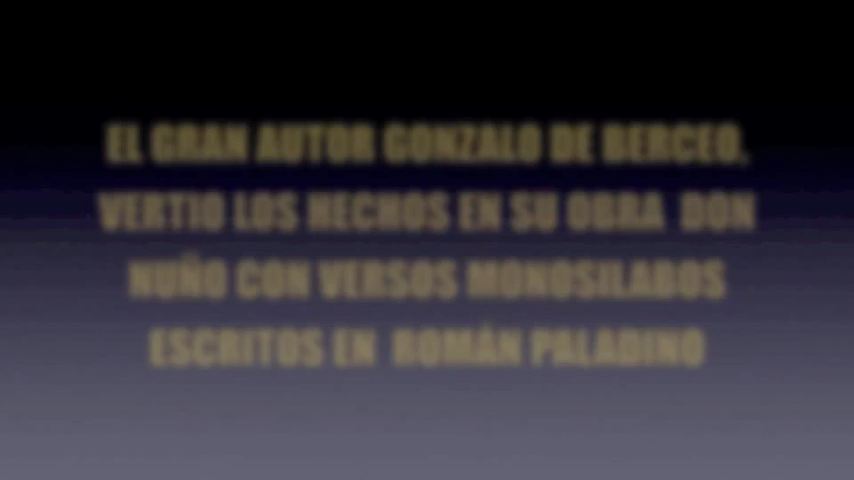 EL GRAN AUTOR GONZALO DE BERCEO,
VERTIO LOS HECHOS EN SU OBRA DON
NUÑO CON VERSOS MONOSILABOS
ESCRITOS EN ROMÁN PALADINO